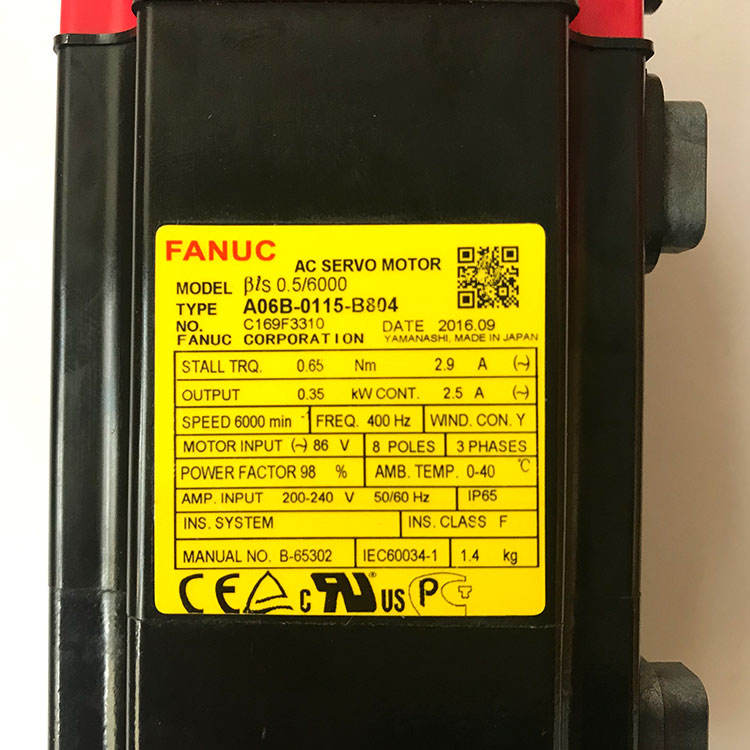 FANUC
AC SERVO MOTOR
MODEL βis 0.5/6000
TYPE A06B-0115-B804
NO. C169F3310 DATE 2016.09
FANUC CORPORATION YAMANASHI, MADE IN JAPAN
STALL TRQ. 0.65 Nm 2.9 A (~)
OUTPUT 0.35 kW CONT. 2.5 A (~)
SPEED 6000 min⁻¹ FREQ. 400 Hz WIND. CON. Y
MOTOR INPUT (~) 86 V 8 POLES 3 PHASES
POWER FACTOR 98 % AMB. TEMP. 0-40 ℃
AMP. INPUT 200-240 V 50/60 Hz IP65
INS. SYSTEM INS. CLASS F
MANUAL NO. B-65302 IEC60034-1 1.4 kg
CE c RU US PCT